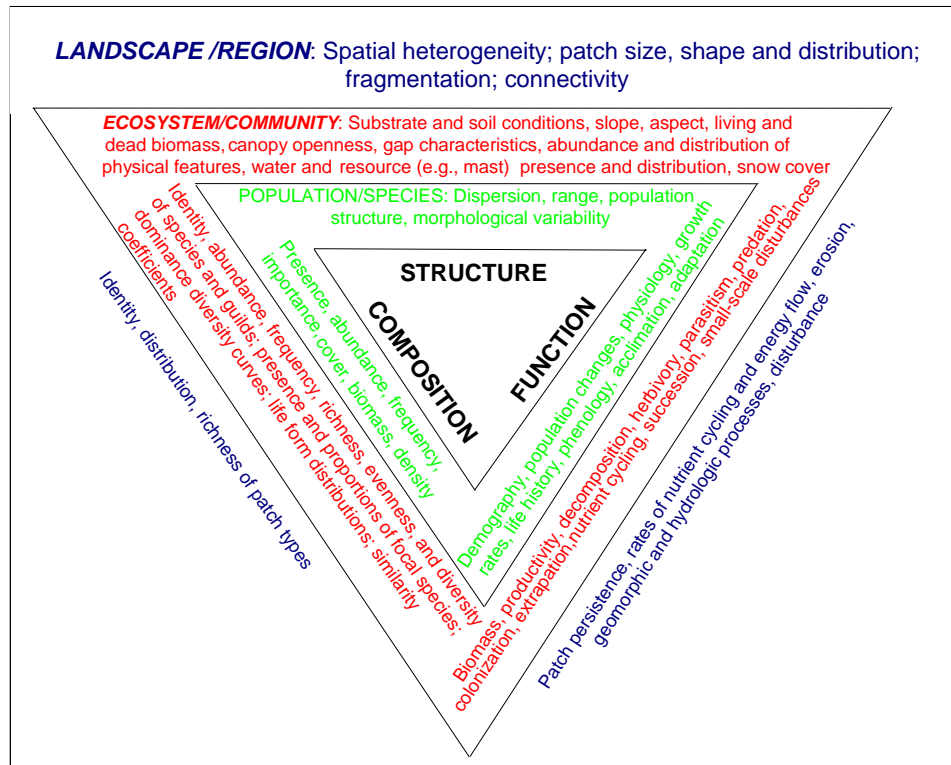 LANDSCAPE /REGION: Spatial heterogeneity; patch size, shape and distribution;
fragmentation; connectivity
ECOSYSTEM/COMMUNITY: Substrate and soil conditions, slope, aspect, living and
dead biomass, canopy openness, gap characteristics, abundance and distribution of
physical features, water and resource (e.g., mast) presence and distribution, snow cover
POPULATION/SPECIES: Dispersion, range, population
structure, morphological variability
STRUCTURE
COMPOSITION
FUNCTION
Presence, abundance, frequency,
importance, cover, biomass, density
Identity, abundance, frequency, richness, evenness, and diversity
of species and guilds; presence and proportions of focal species;
dominance diversity curves; life form distributions; similarity
coefficients
Identity, distribution, richness of patch types
Demography, population changes, physiology, growth
rates, life history, phenology, acclimation, adaptation
Biomass, productivity, decomposition, herbivory, parasitism, predation,
colonization, extrapation,nutrient cycling, succession, small-scale disturbances
Patch persistence, rates of nutrient cycling and energy flow, erosion,
geomorphic and hydrologic processes, disturbance